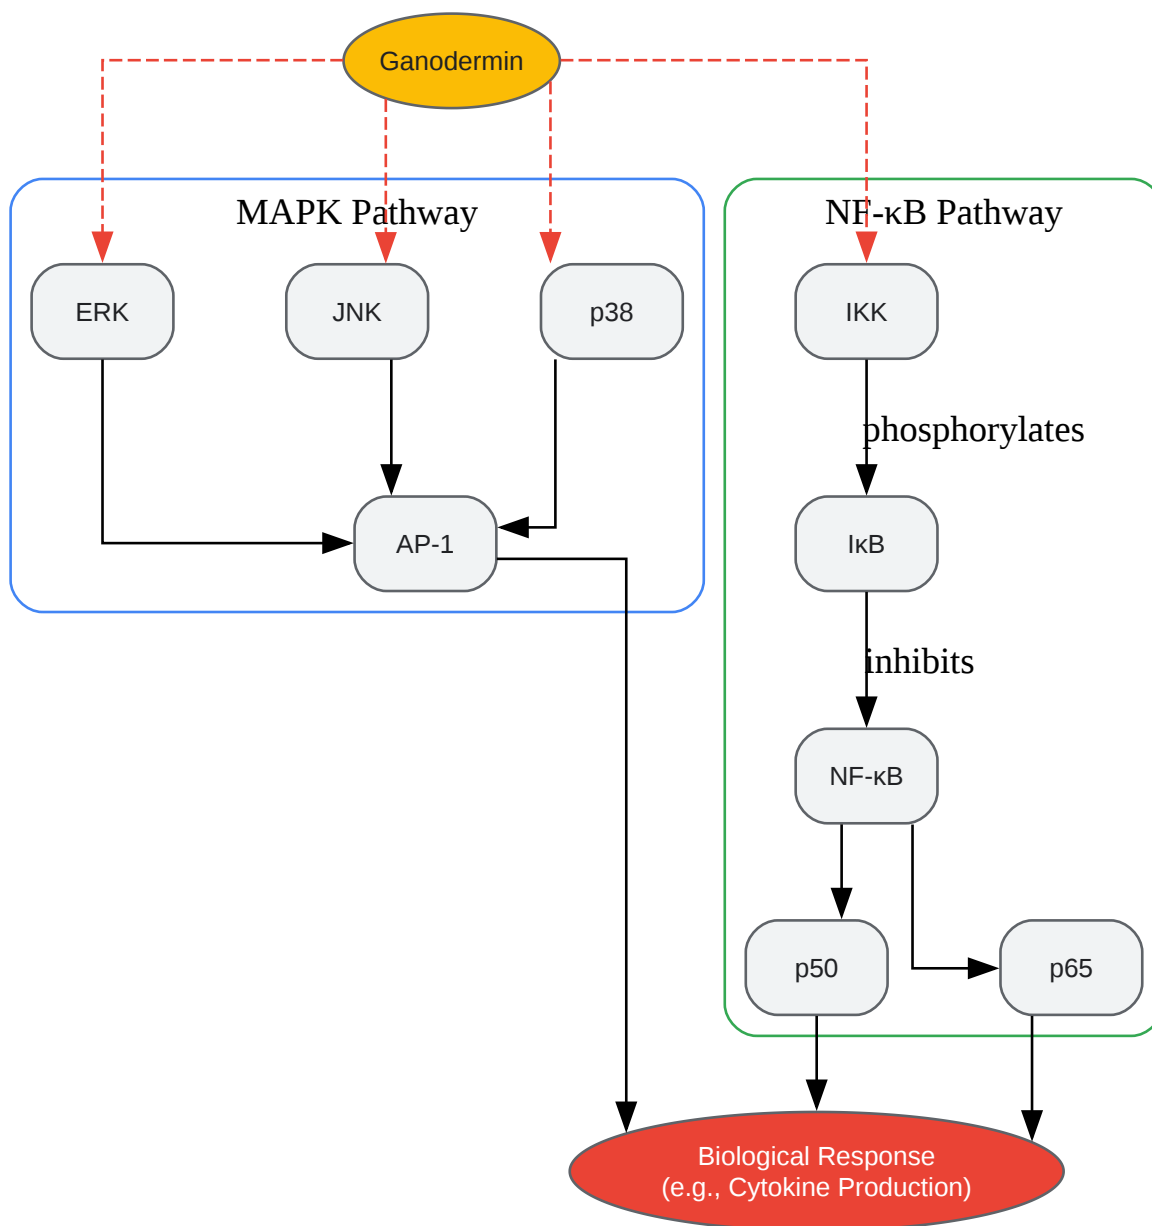 Ganodermin
MAPK Pathway
NF-κB Pathway
ERK
JNK
p38
IKK
phosphorylates
AP-1
IκB
inhibits
NF-κB
p50
p65
Biological Response
(e.g., Cytokine Production)